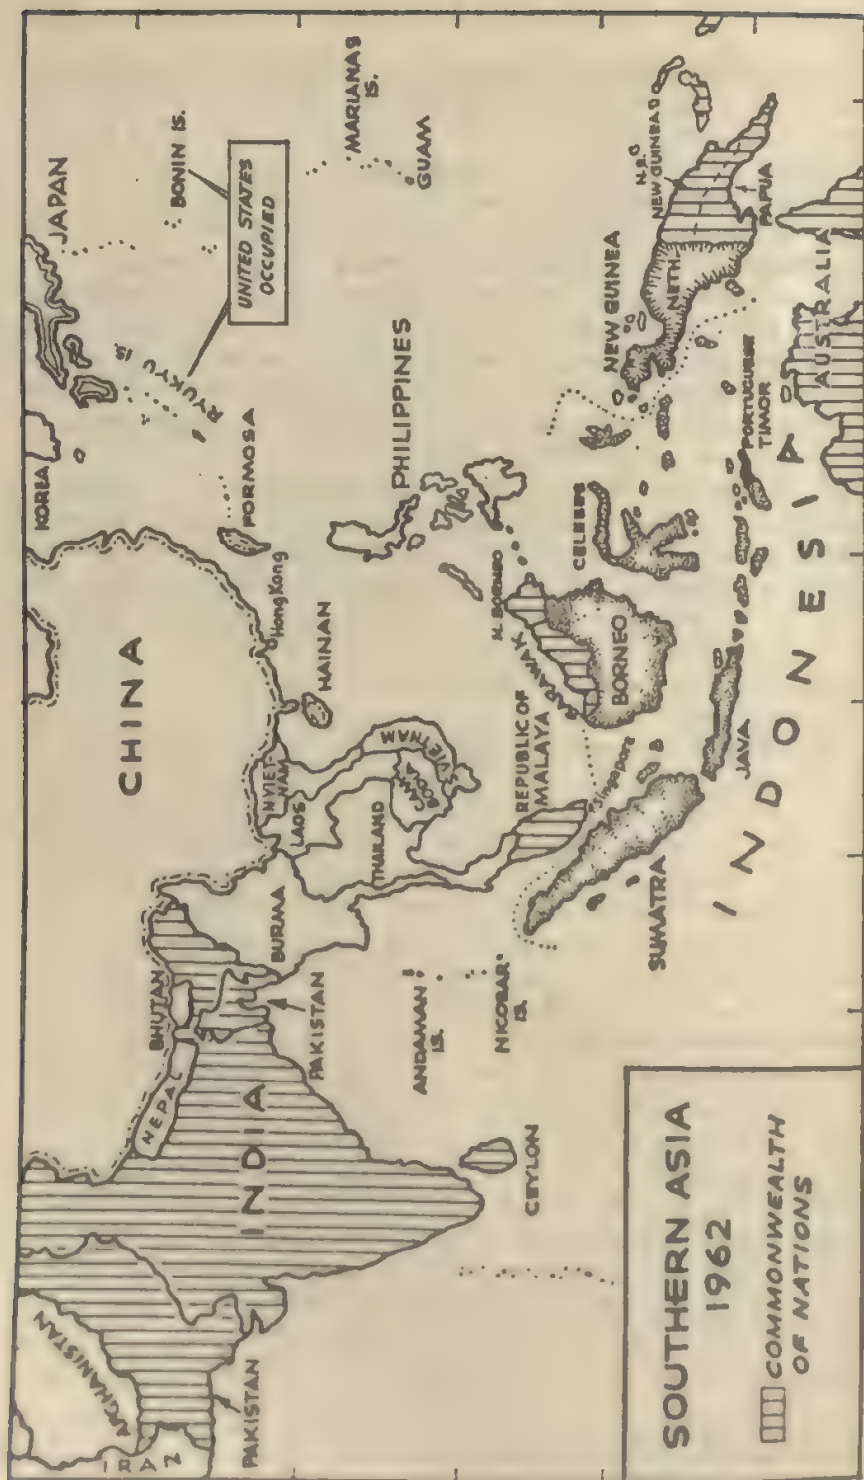 JAPAN
BONIN IS.
MARIANAS
IS.
GUAM
UNITED STATES
OCCUPIED
RYUKYU IS.
KOREA
FORMOSA
PHILIPPINES
CHINA
Hong Kong
HAINAN
N. VIET-
NAM
LAOS
VIETNAM
CAM-
BODIA
THAILAND
BURMA
REPUBLIC OF
MALAYA
Singapore
N. BORNEO
SARAWAK
BORNEO
CELEBES
NEW GUINEA
NETH.
N.E.
NEW GUINEA
PAPUA
PORTUGUESE
TIMOR
AUSTRALIA
JAVA
SUMATRA
INDONESIA
BHUTAN
NEPAL
INDIA
PAKISTAN
ANDAMAN
IS.
NICOBAR
IS.
CEYLON
AFGHANISTAN
IRAN
PAKISTAN
SOUTHERN ASIA
1962
COMMONWEALTH
OF NATIONS